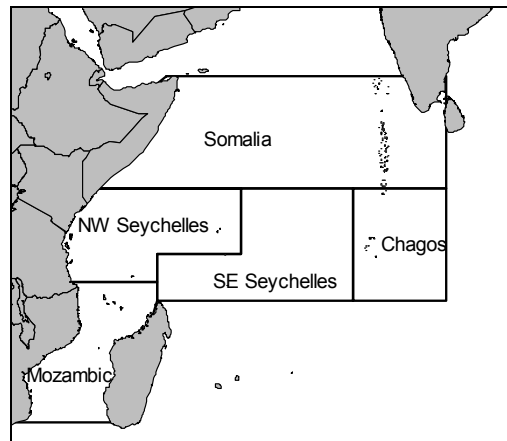 Somalia
NW Seychelles
Chagos
SE Seychelles
Mozambic